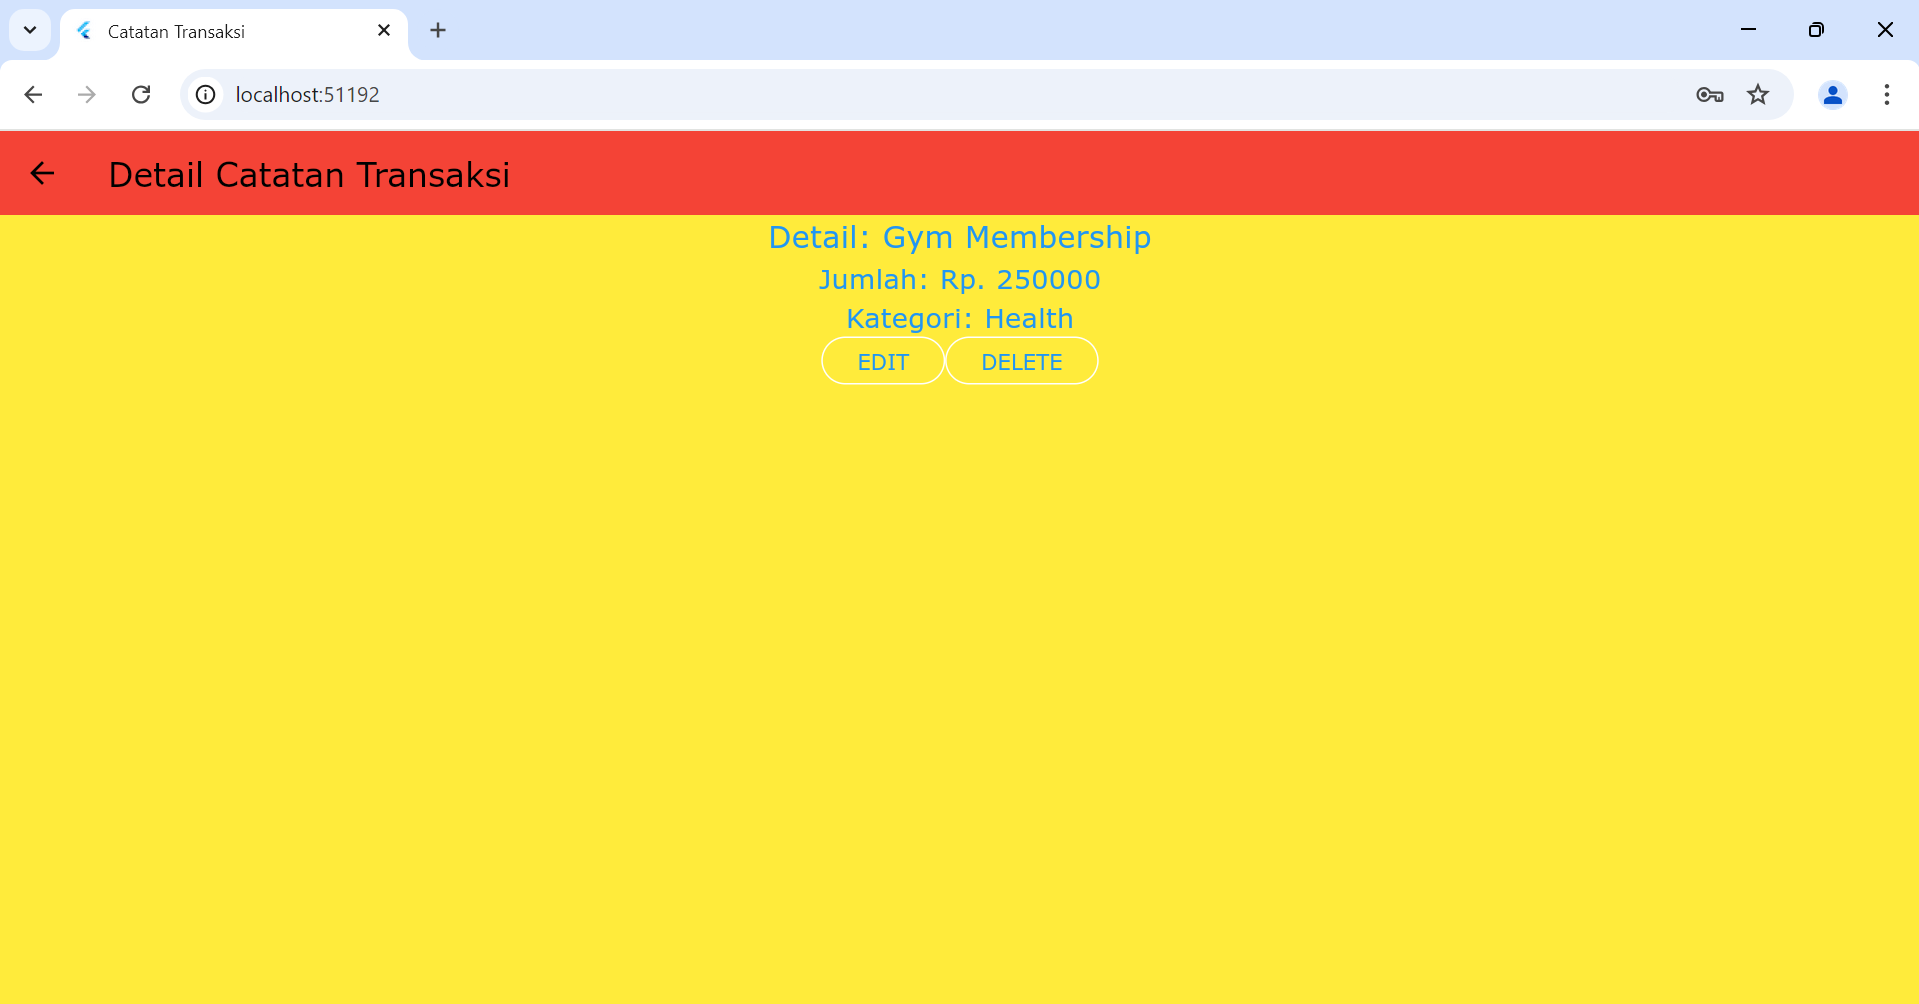 Catatan Transaksi
localhost:51192
Detail Catatan Transaksi
Detail: Gym Membership
Jumlah: Rp. 250000
Kategori: Health
EDIT DELETE